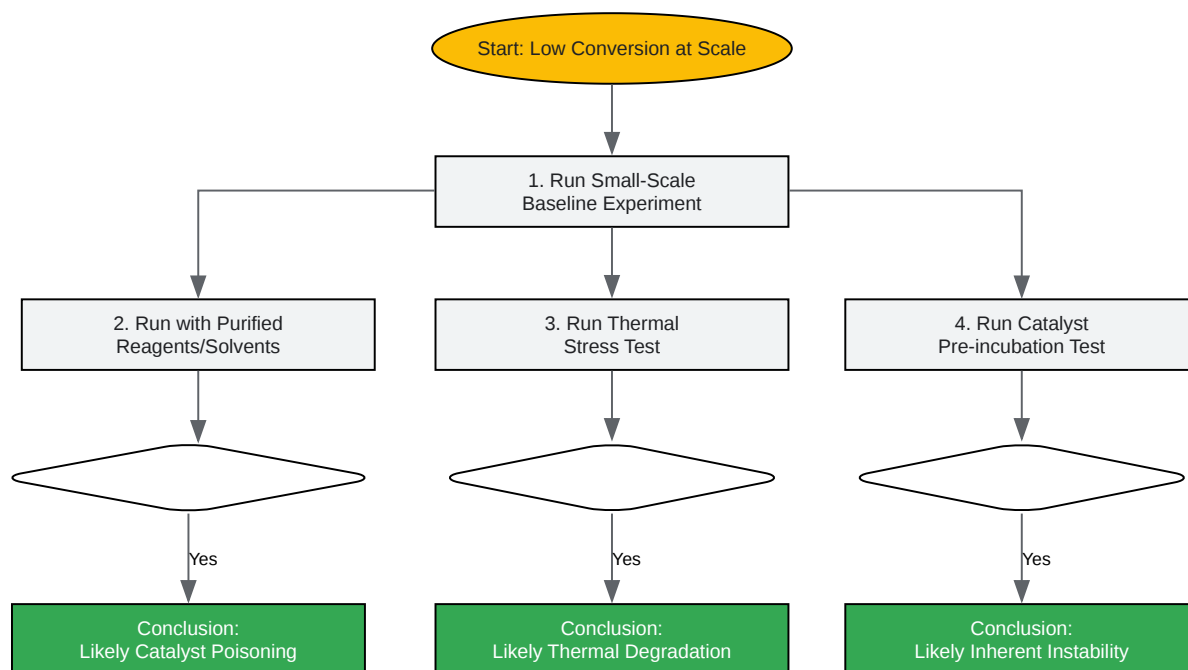 Start: Low Conversion at Scale
1. Run Small-Scale
Baseline Experiment
2. Run with Purified
Reagents/Solvents
3. Run Thermal
Stress Test
4. Run Catalyst
Pre-incubation Test
Yes
Yes
Yes
Conclusion:
Likely Catalyst Poisoning
Conclusion:
Likely Thermal Degradation
Conclusion:
Likely Inherent Instability